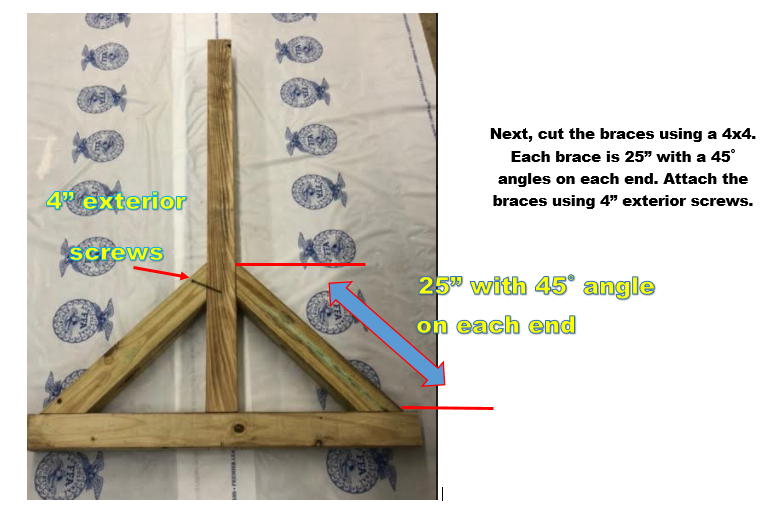 Next, cut the braces using a 4x4.
Each brace is 25” with a 45°
angles on each end. Attach the
braces using 4” exterior screws.
4” exterior
screws
25” with 45° angle
on each end
FFA